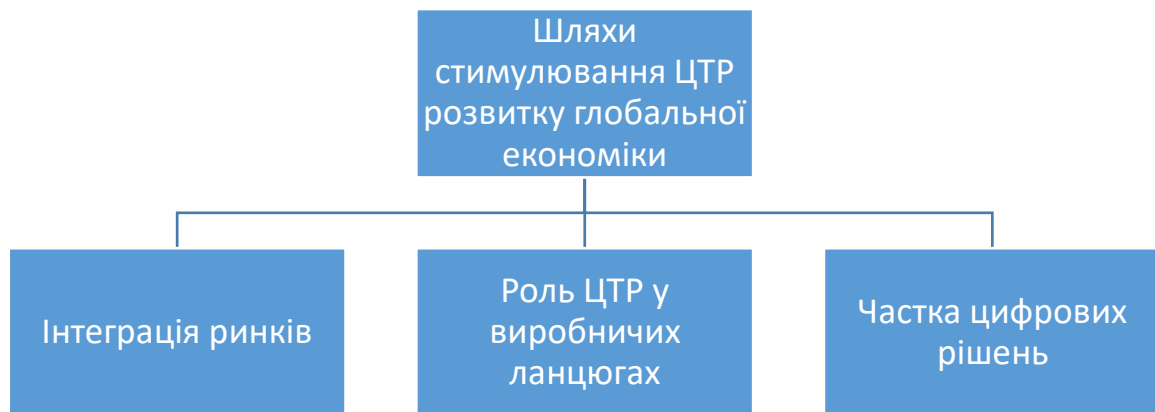 Шляхи
стимулювання ЦТР
розвитку глобальної
економіки
Інтеграція ринків
Роль ЦТР у
виробничих
ланцюгах
Частка цифрових
рішень